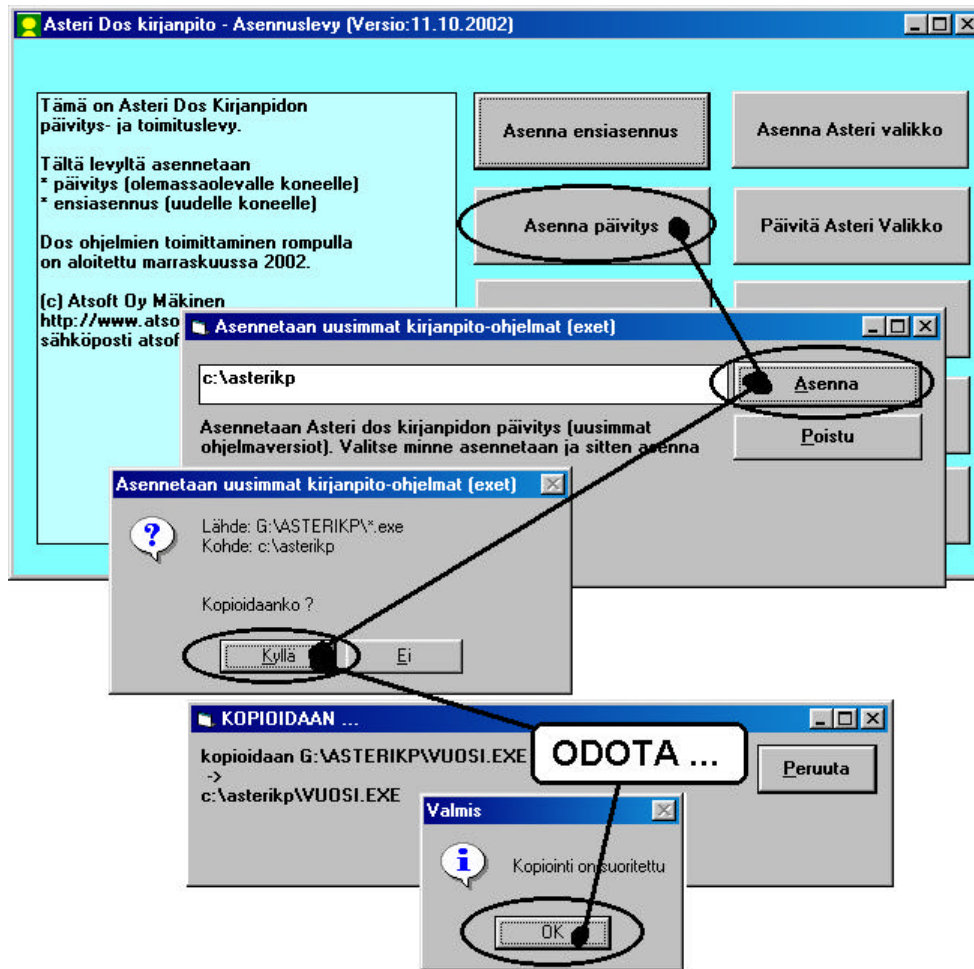 Asteri Dos kirjanpito - Asennuslevy (Versio:11.10.2002)
Tämä on Asteri Dos Kirjanpidon
päivitys- ja toimituslevy.
Tältä levyltä asennetaan
* päivitys (olemassaolevalle koneelle)
* ensiasennus (uudelle koneelle)
Dos ohjelmien toimittaminen rompulla
on aloitettu marraskuussa 2002.
(c) Atsoft Oy Mäkinen
http://www.atso
sähköposti atsof
Asenna ensiasennus
Asenna Asteri valikko
Asenna päivitys
Päivitä Asteri Valikko
Asennetaan uusimmat kirjanpito-ohjelmat (exet)
c:\asterikp
Asenna
Asennetaan Asteri dos kirjanpidon päivitys (uusimmat
ohjelmaversiot). Valitse minne asennetaan ja sitten asenna
Poistu
Asennetaan uusimmat kirjanpito-ohjelmat (exet)
Lähde: G:\ASTERIKP\*.exe
Kohde: c:\asterikp
Kopioidaanko ?
Kyllä
Ei
KOPIOIDAAN ...
kopioidaan G:\ASTERIKP\VUOSI.EXE
->
c:\asterikp\VUOSI.EXE
ODOTA ...
Peruuta
Valmis
Kopiointi on suoritettu
OK